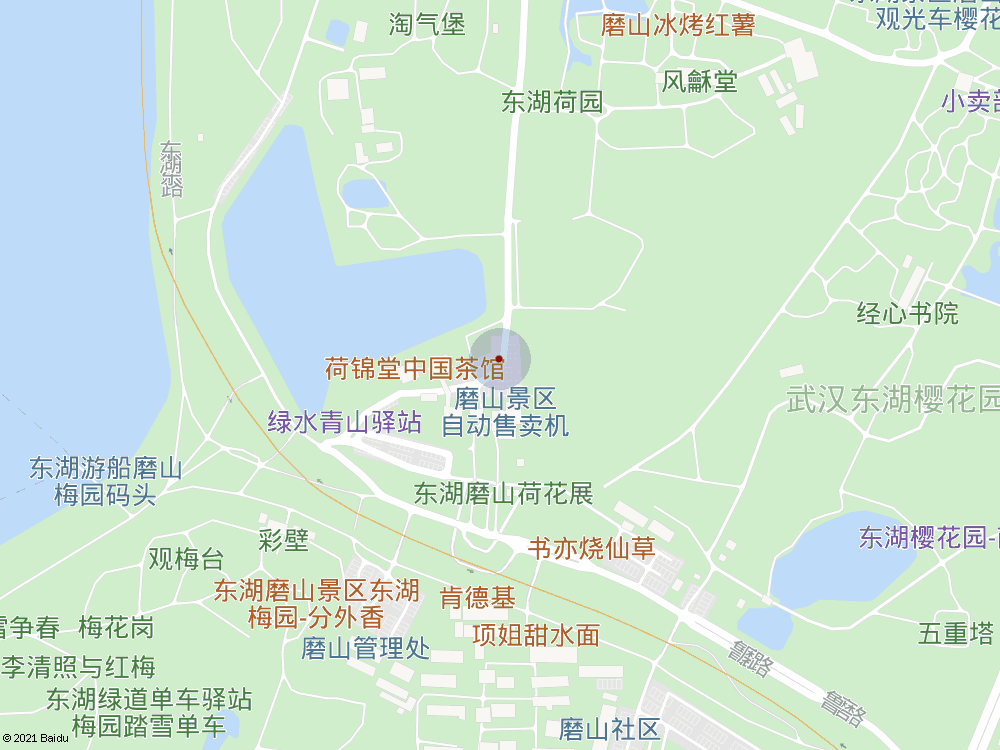 淘气堡
磨山冰烤红薯
观光车樱花
风龢堂
东湖荷园
小卖部
东湖路
经心书院
荷锦堂中国茶馆
磨山景区
自动售卖机
武汉东湖樱花园
绿水青山驿站
东湖游船磨山
梅园码头
东湖磨山荷花展
彩壁
观梅台
书亦烧仙草
东湖樱花园-
东湖磨山景区东湖
梅园-分外香
肯德基
项姐甜水面
磨山管理处
争春
梅花岗
五重塔
李清照与红梅
鲁磨路
鲁磨路
东湖绿道单车驿站
梅园踏雪单车
磨山社区
© 2021 Baidu